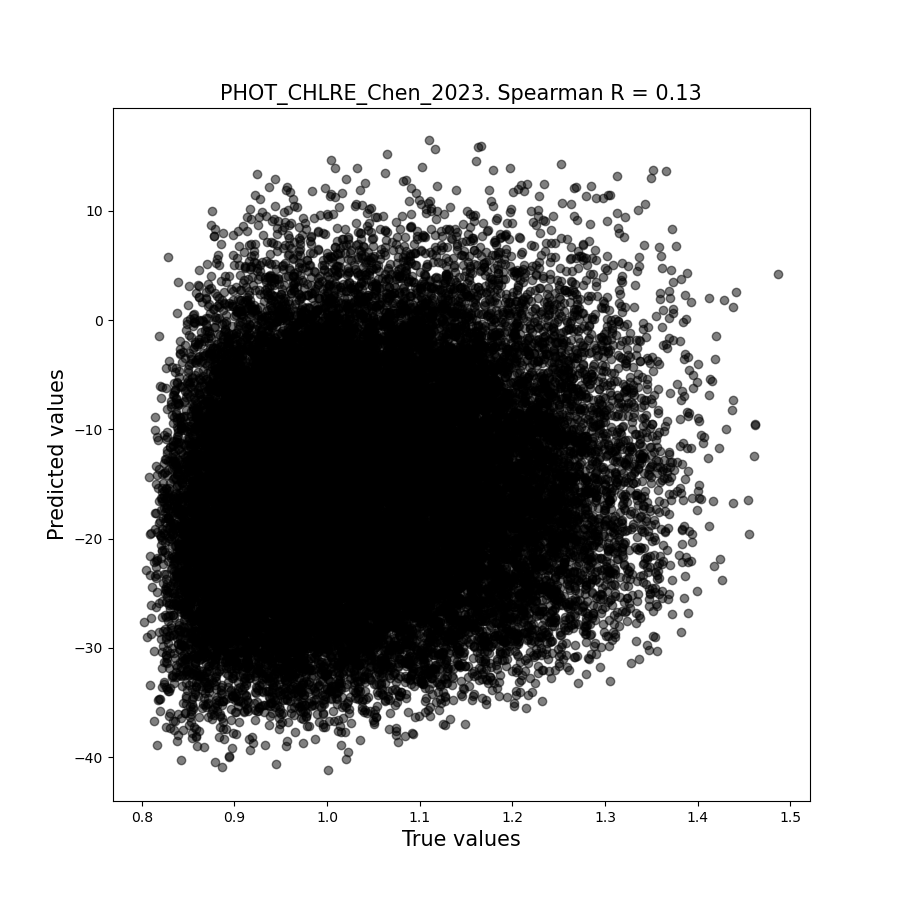 PHOT_CHLRE_Chen_2023. Spearman R = 0.13
10
0
−10
−20
−30
−40
Predicted values
0.8 0.9 1.0 1.1 1.2 1.3 1.4 1.5
True values